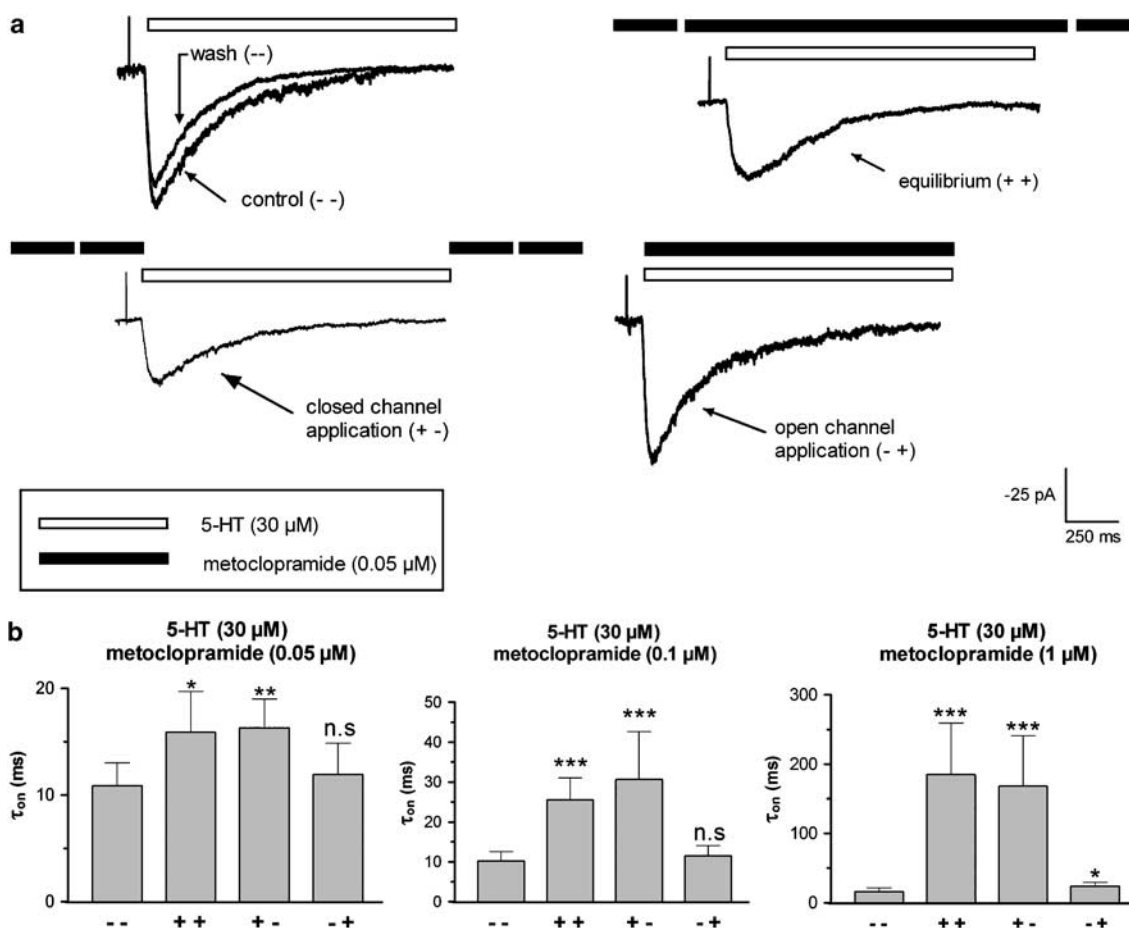 a
wash (--)
control (- -)
equilibrium (+ +)
closed channel
application (+ -)
open channel
application (- +)
-25 pA
250 ms
5-HT (30 µM)
metoclopramide (0.05 µM)
b
5-HT (30 µM)
metoclopramide (0.05 µM)
20
10
0
τon (ms)
*
**
n.s
- -
+ +
+ -
- +
5-HT (30 µM)
metoclopramide (0.1 µM)
50
40
30
20
10
0
τon (ms)
***
***
n.s
- -
+ +
+ -
- +
5-HT (30 µM)
metoclopramide (1 µM)
300
200
100
0
τon (ms)
***
***
*
- -
+ +
+ -
- +